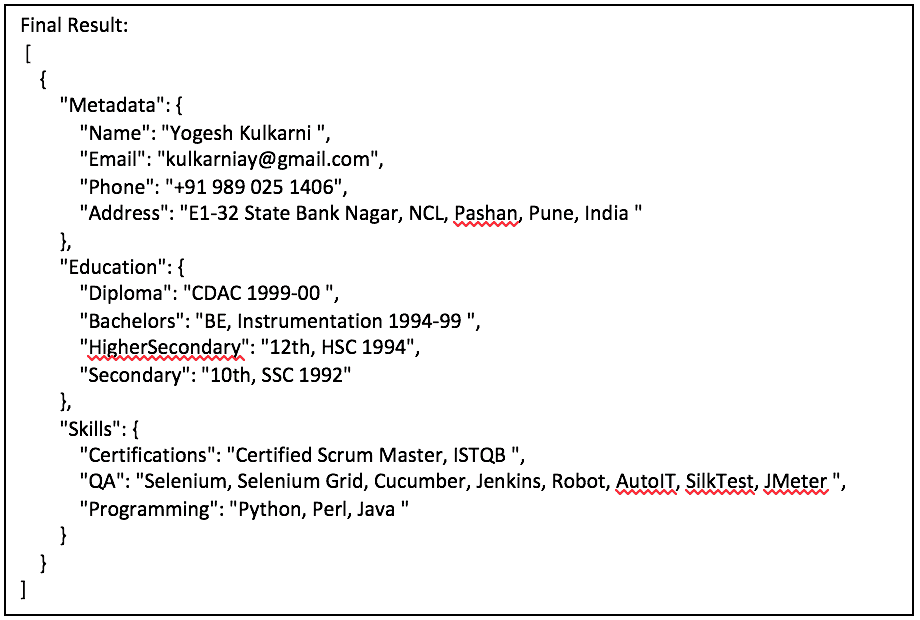 Final Result:
[
{
"Metadata": {
"Name": "Yogesh Kulkarni ",
"Email": "kulkarniay@gmail.com",
"Phone": "+91 989 025 1406",
"Address": "E1-32 State Bank Nagar, NCL, Pashan, Pune, India "
},
"Education": {
"Diploma": "CDAC 1999-00 ",
"Bachelors": "BE, Instrumentation 1994-99 ",
"HigherSecondary": "12th, HSC 1994",
"Secondary": "10th, SSC 1992"
},
"Skills": {
"Certifications": "Certified Scrum Master, ISTQB ",
"QA": "Selenium, Selenium Grid, Cucumber, Jenkins, Robot, AutoIT, SilkTest, JMeter ",
"Programming": "Python, Perl, Java "
}
}
]